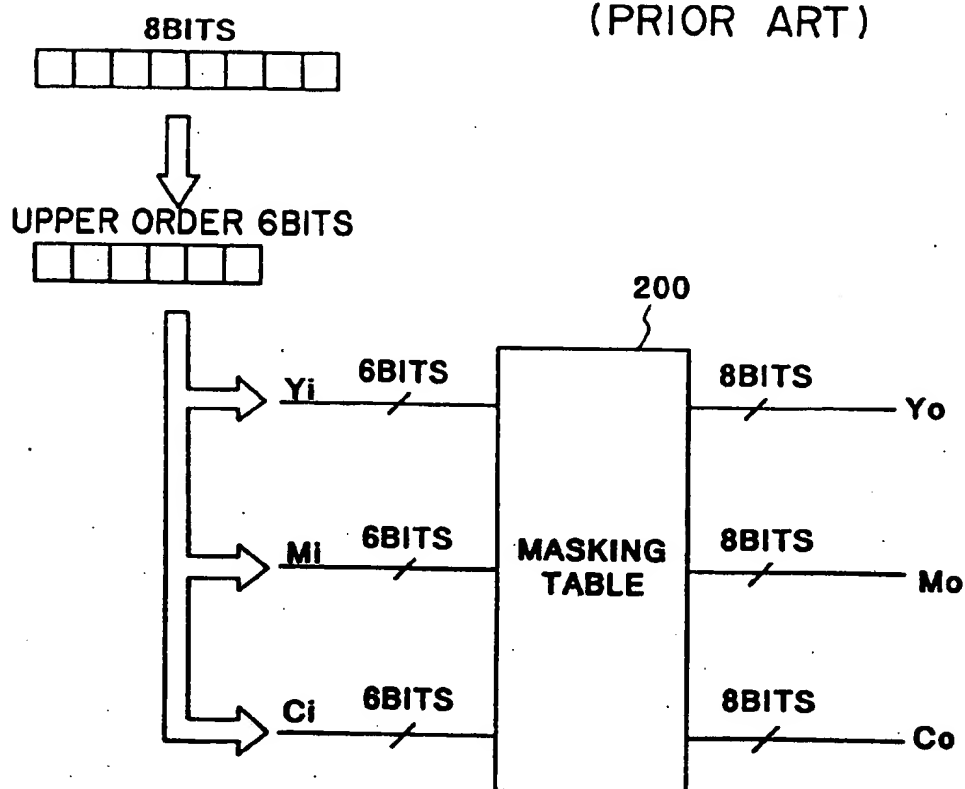 (PRIOR ART)
8BITS
UPPER ORDER 6BITS
200
Yi
6BITS
8BITS
Yo
Mi
6BITS
MASKING
TABLE
8BITS
Mo
Ci
6BITS
8BITS
Co